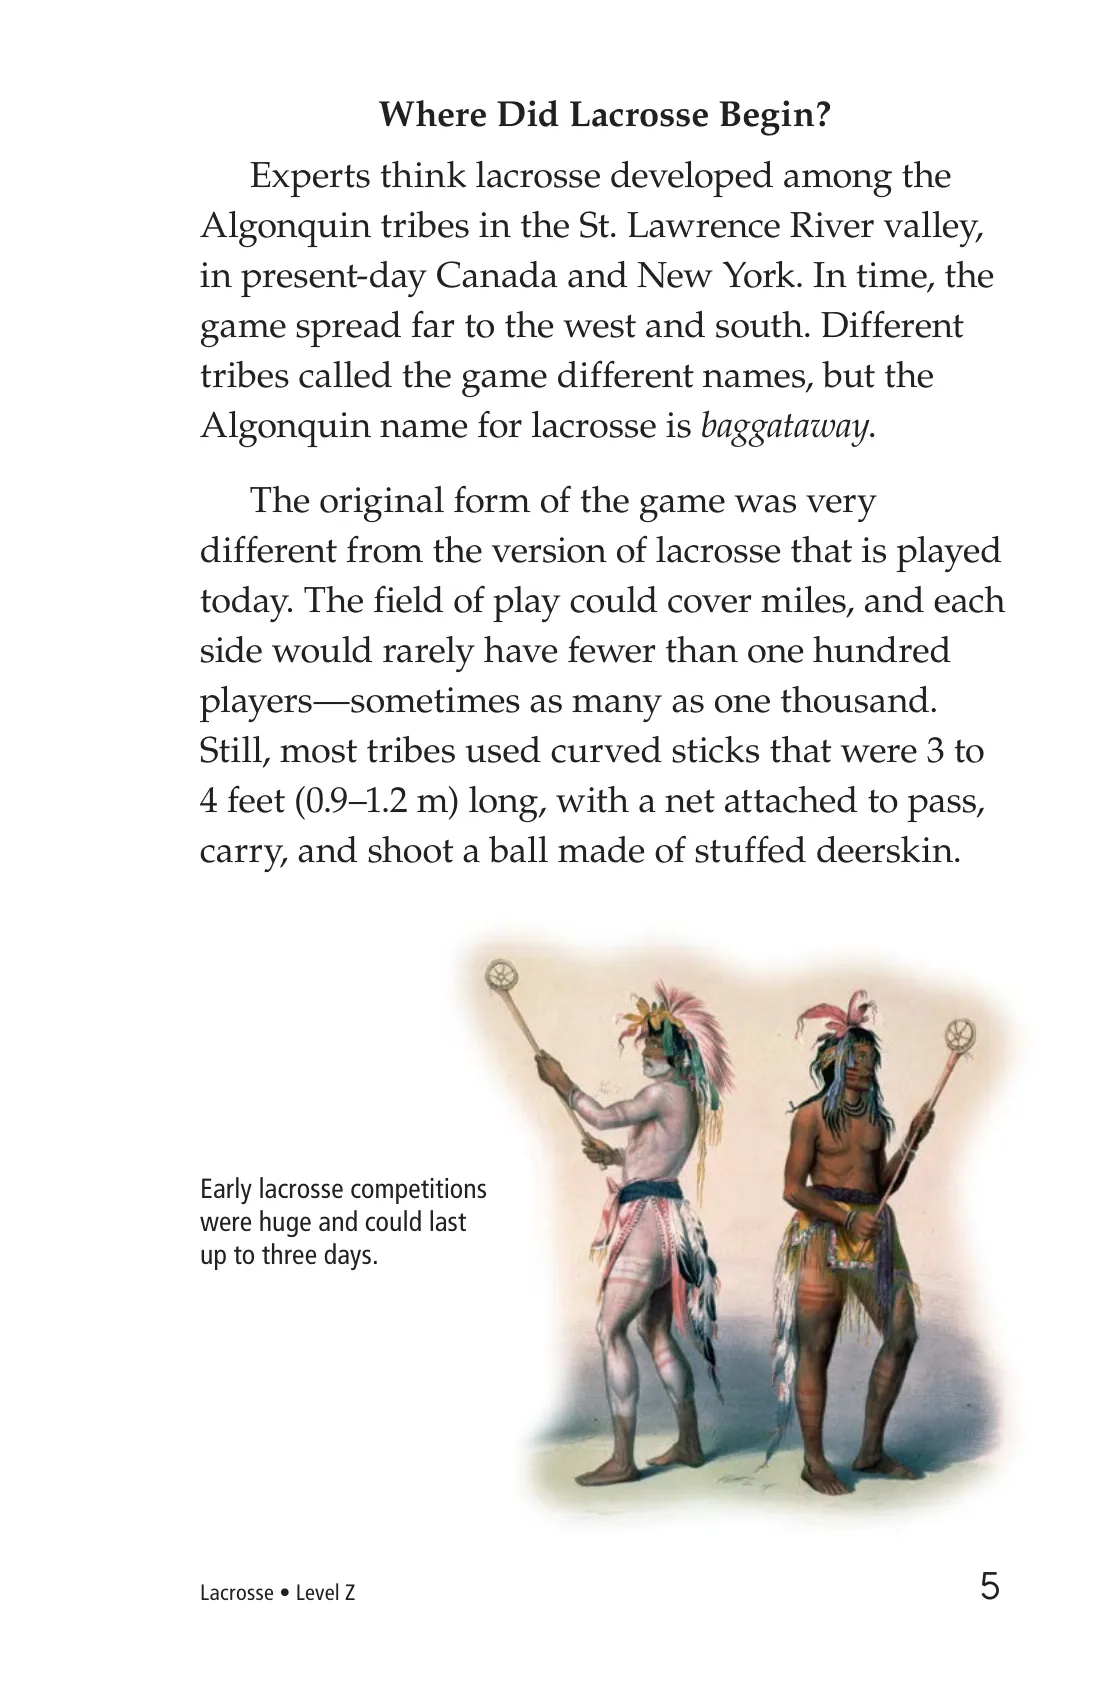 Where Did Lacrosse Begin?
Experts think lacrosse developed among the
Algonquin tribes in the St. Lawrence River valley,
in present-day Canada and New York. In time, the
game spread far to the west and south. Different
tribes called the game different names, but the
Algonquin name for lacrosse is baggataway.
The original form of the game was very
different from the version of lacrosse that is played
today. The field of play could cover miles, and each
side would rarely have fewer than one hundred
players—sometimes as many as one thousand.
Still, most tribes used curved sticks that were 3 to
4 feet (0.9–1.2 m) long, with a net attached to pass,
carry, and shoot a ball made of stuffed deerskin.
Early lacrosse competitions
were huge and could last
up to three days.
Lacrosse • Level Z
5